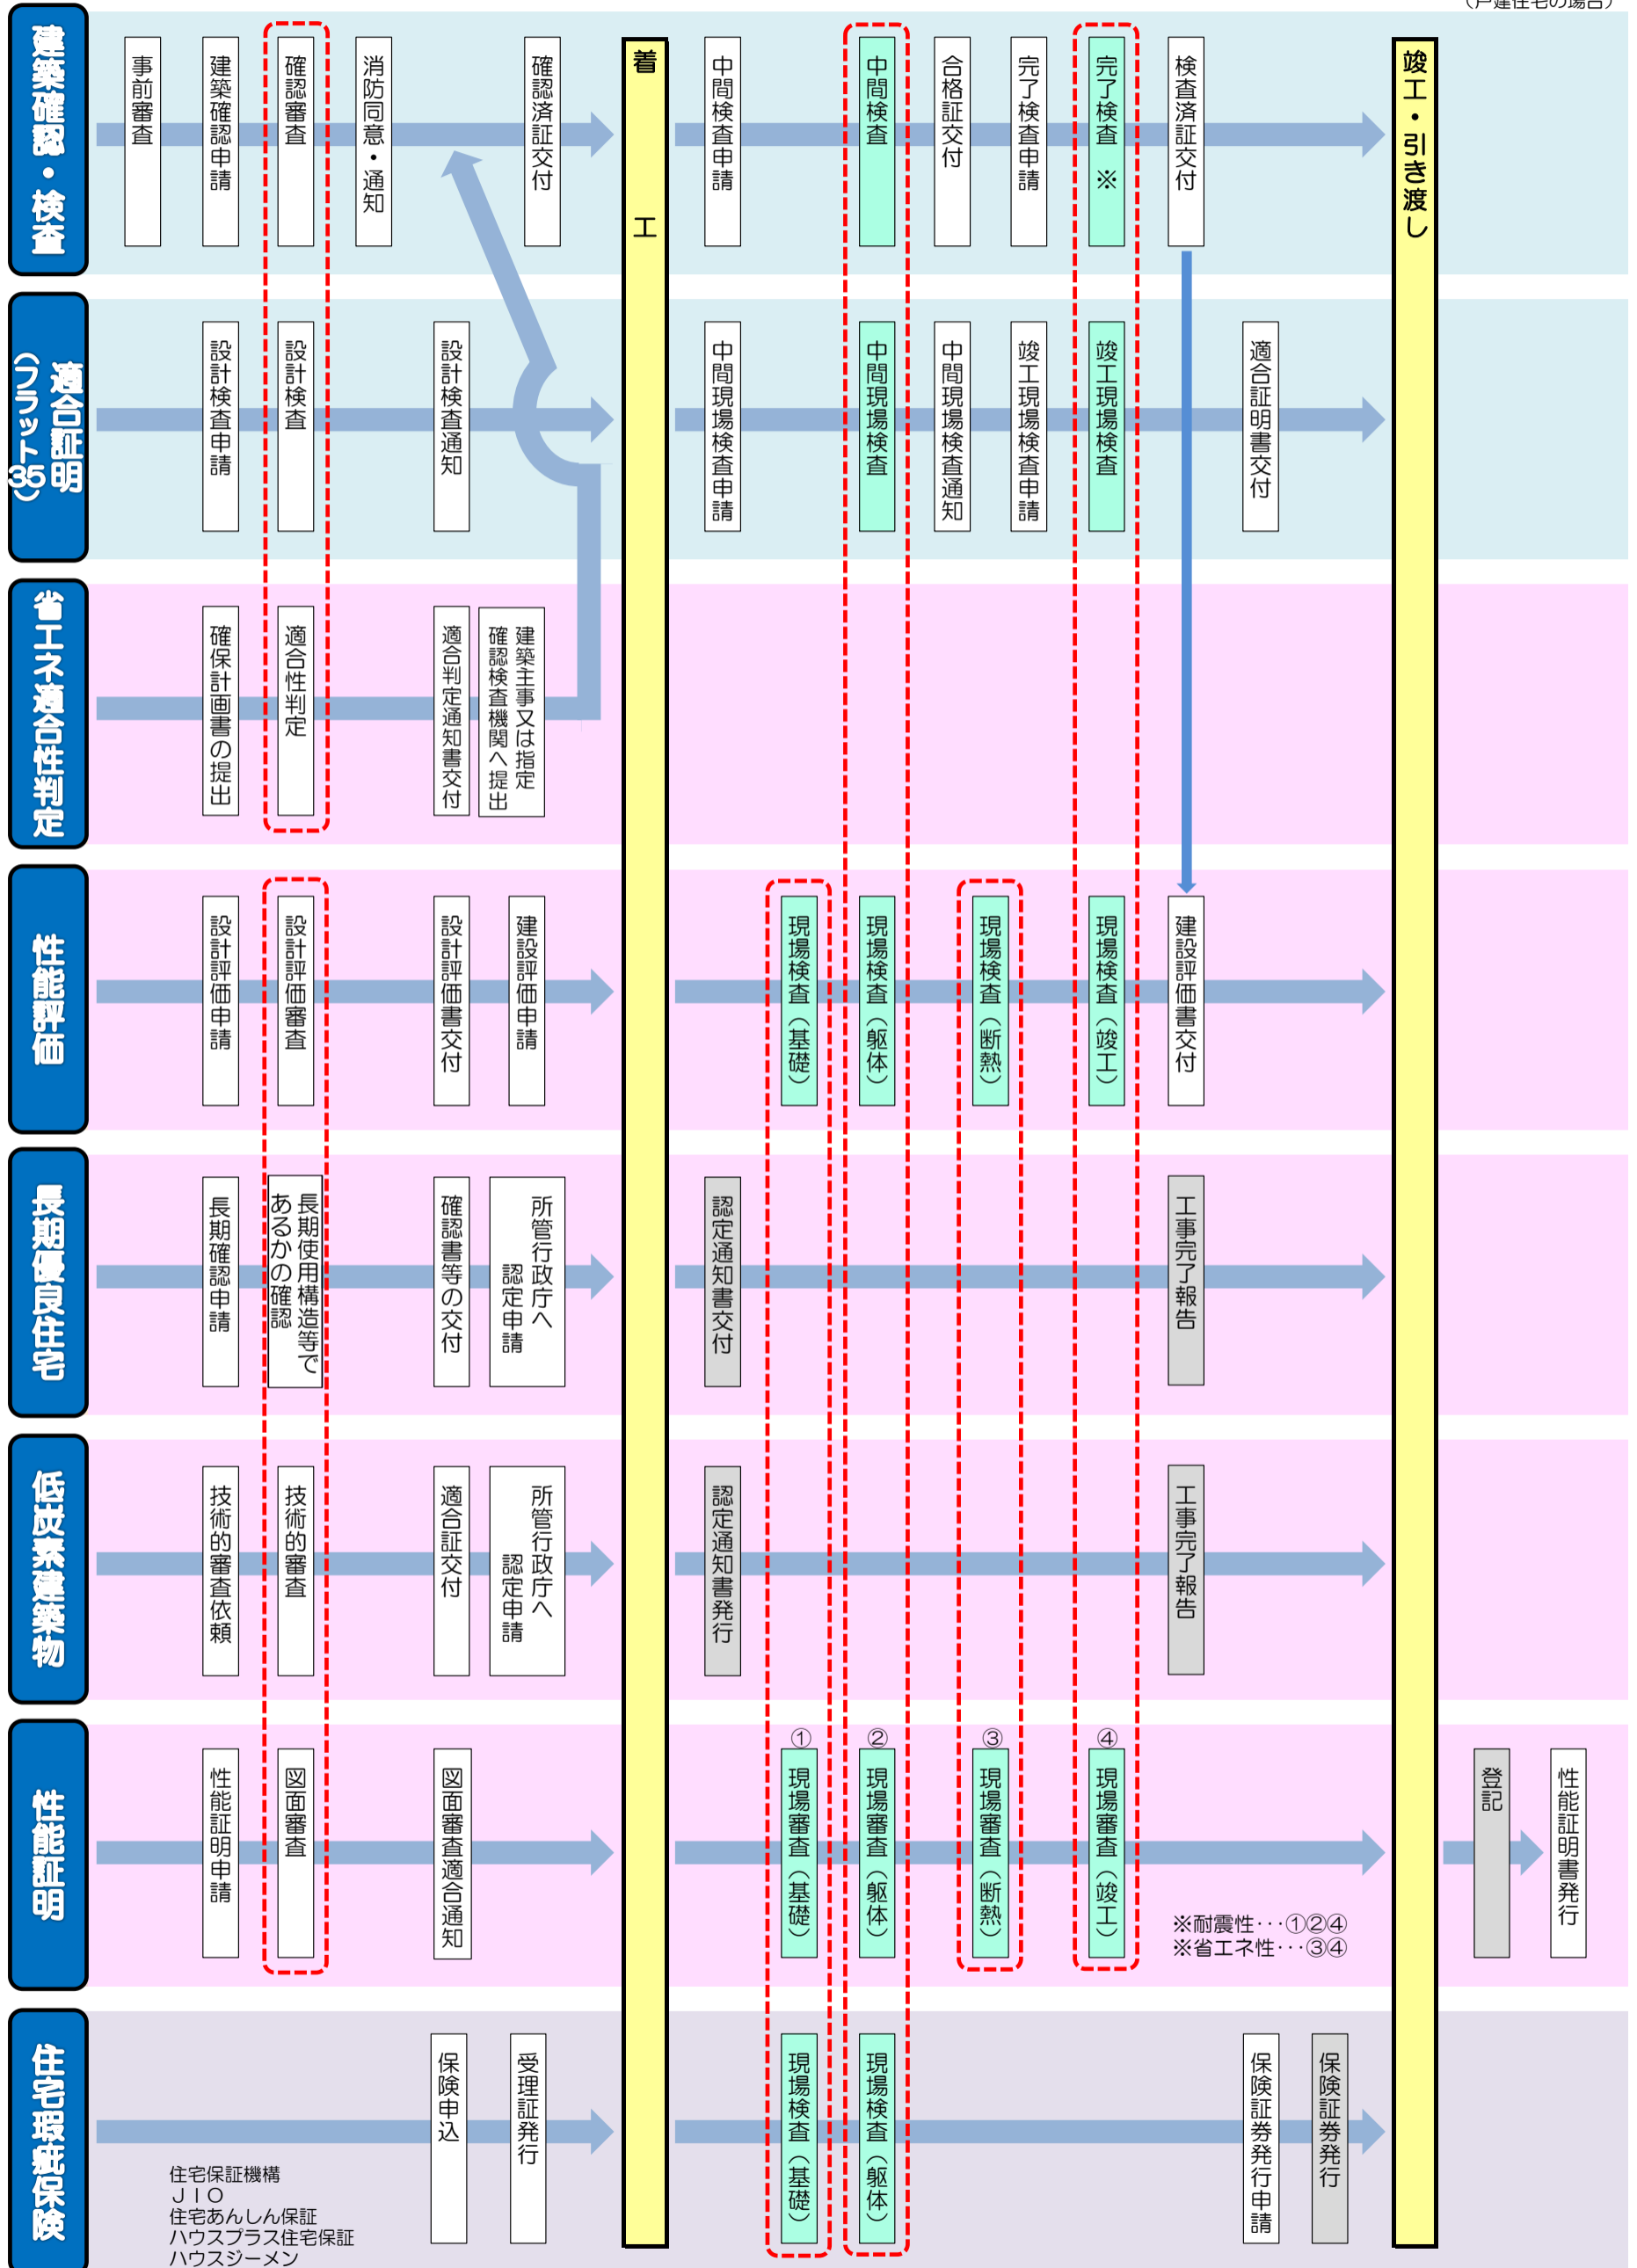 （戸建住宅の場合）
建築確認・検査
事前審査
建築確認申請
確認審査
消防同意・通知
確認済証交付
着工
中間検査申請
中間検査
合格証交付
完了検査申請
完了検査 ※
検査済証交付
竣工・引き渡し
適合証明
（フラット35）
設計検査申請
設計検査
設計検査通知
中間現場検査申請
中間現場検査
中間現場検査通知
竣工現場検査申請
竣工現場検査
適合証明書交付
省エネ適合性判定
確保計画書の提出
適合性判定
適合判定通知書交付
建築主事又は指定
確認検査機関へ提出
性能評価
設計評価申請
設計評価審査
設計評価書交付
建設評価申請
現場検査（基礎）
現場検査（躯体）
現場検査（断熱）
現場検査（竣工）
建設評価書交付
長期優良住宅
長期確認申請
長期使用構造等で
あるかの確認
確認書等の交付
所管行政庁へ
認定申請
認定通知書交付
工事完了報告
低炭素建築物
技術的審査依頼
技術的審査
適合証交付
所管行政庁へ
認定申請
認定通知書発行
工事完了報告
性能証明
性能証明申請
図面審査
図面審査適合通知
①
現場審査（基礎）
②
現場審査（躯体）
③
現場審査（断熱）
④
現場審査（竣工）
※耐震性･･･①②④
※省エネ性･･･③④
登記
性能証明書発行
住宅瑕疵保険
住宅保証機構
ＪＩＯ
住宅あんしん保証
ハウスプラス住宅保証
ハウスジーメン
保険申込
受理証発行
現場検査（基礎）
現場検査（躯体）
保険証券発行申請
保険証券発行